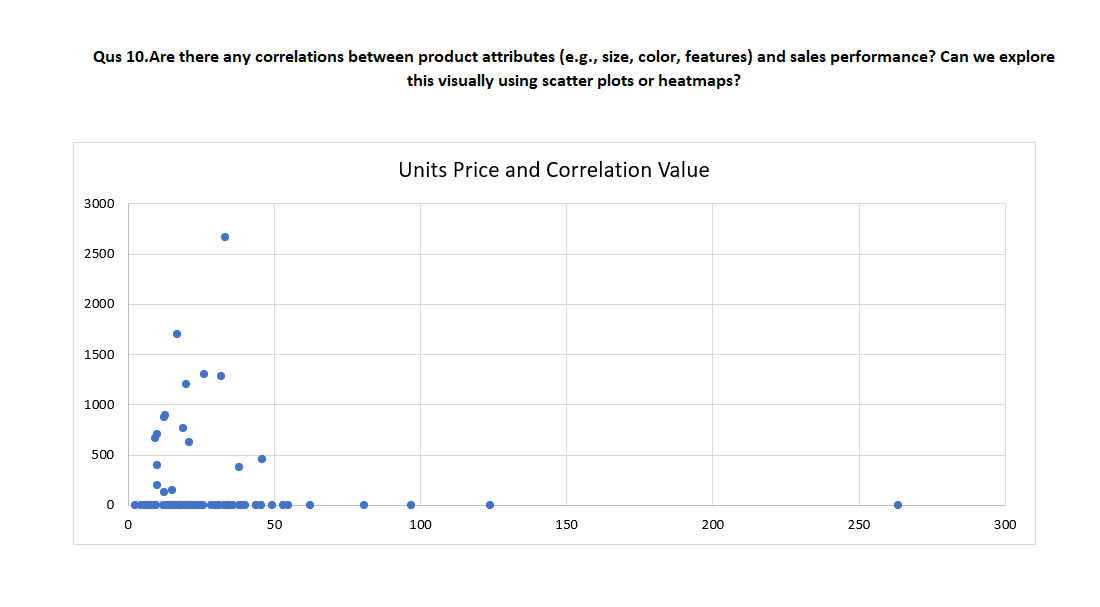 Qus 10.Are there any correlations between product attributes (e.g., size, color, features) and sales performance? Can we explore
this visually using scatter plots or heatmaps?
Units Price and Correlation Value
3000
2500
2000
1500
1000
500
0
0 50 100 150 200 250 300